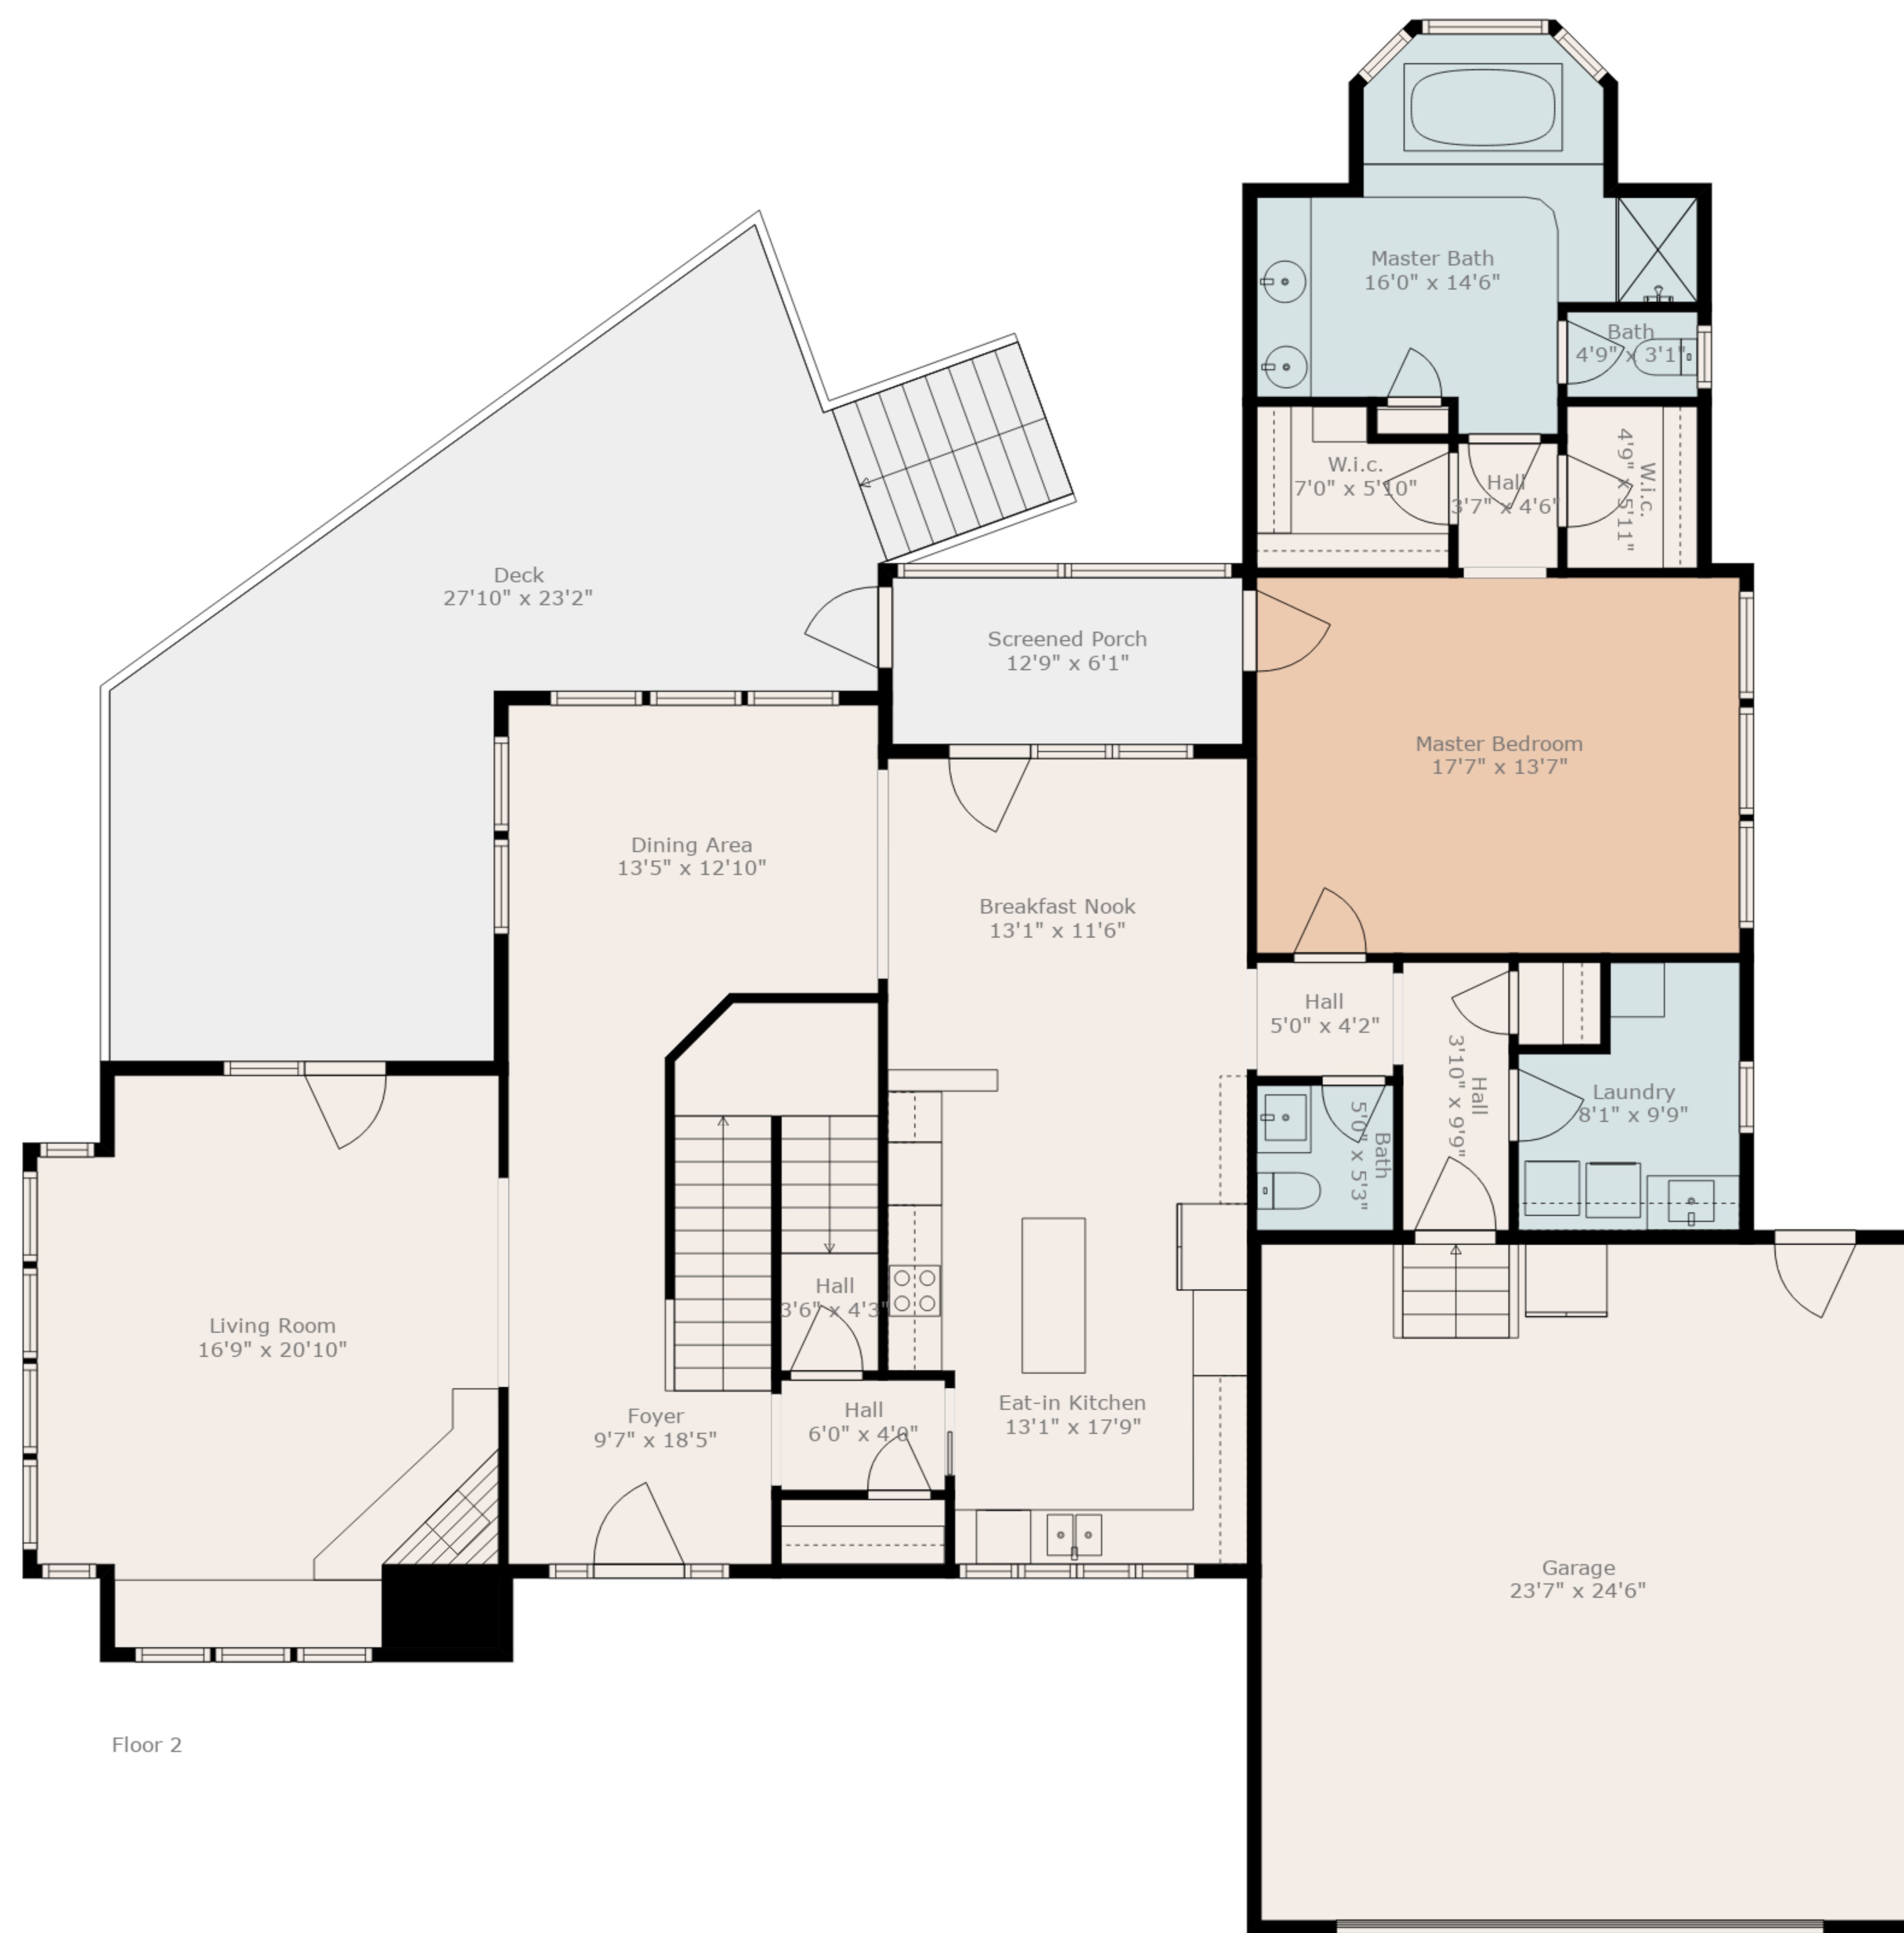 Master Bath
16'0" x 14'6"
Bath
4'9" x 3'1"
W.i.c.
7'0" x 5'10"
Hall
3'7" x 4'6"
W.i.c.
4'9" x 5'11"
Deck
27'10" x 23'2"
Screened Porch
12'9" x 6'1"
Master Bedroom
17'7" x 13'7"
Dining Area
13'5" x 12'10"
Breakfast Nook
13'1" x 11'6"
Hall
5'0" x 4'2"
Hall
3'10" x 9'9"
Laundry
8'1" x 9'9"
Bath
5'0" x 5'3"
Hall
3'6" x 4'3"
Living Room
16'9" x 20'10"
Foyer
9'7" x 18'5"
Hall
6'0" x 4'0"
Eat-in Kitchen
13'1" x 17'9"
Garage
23'7" x 24'6"
Floor 2